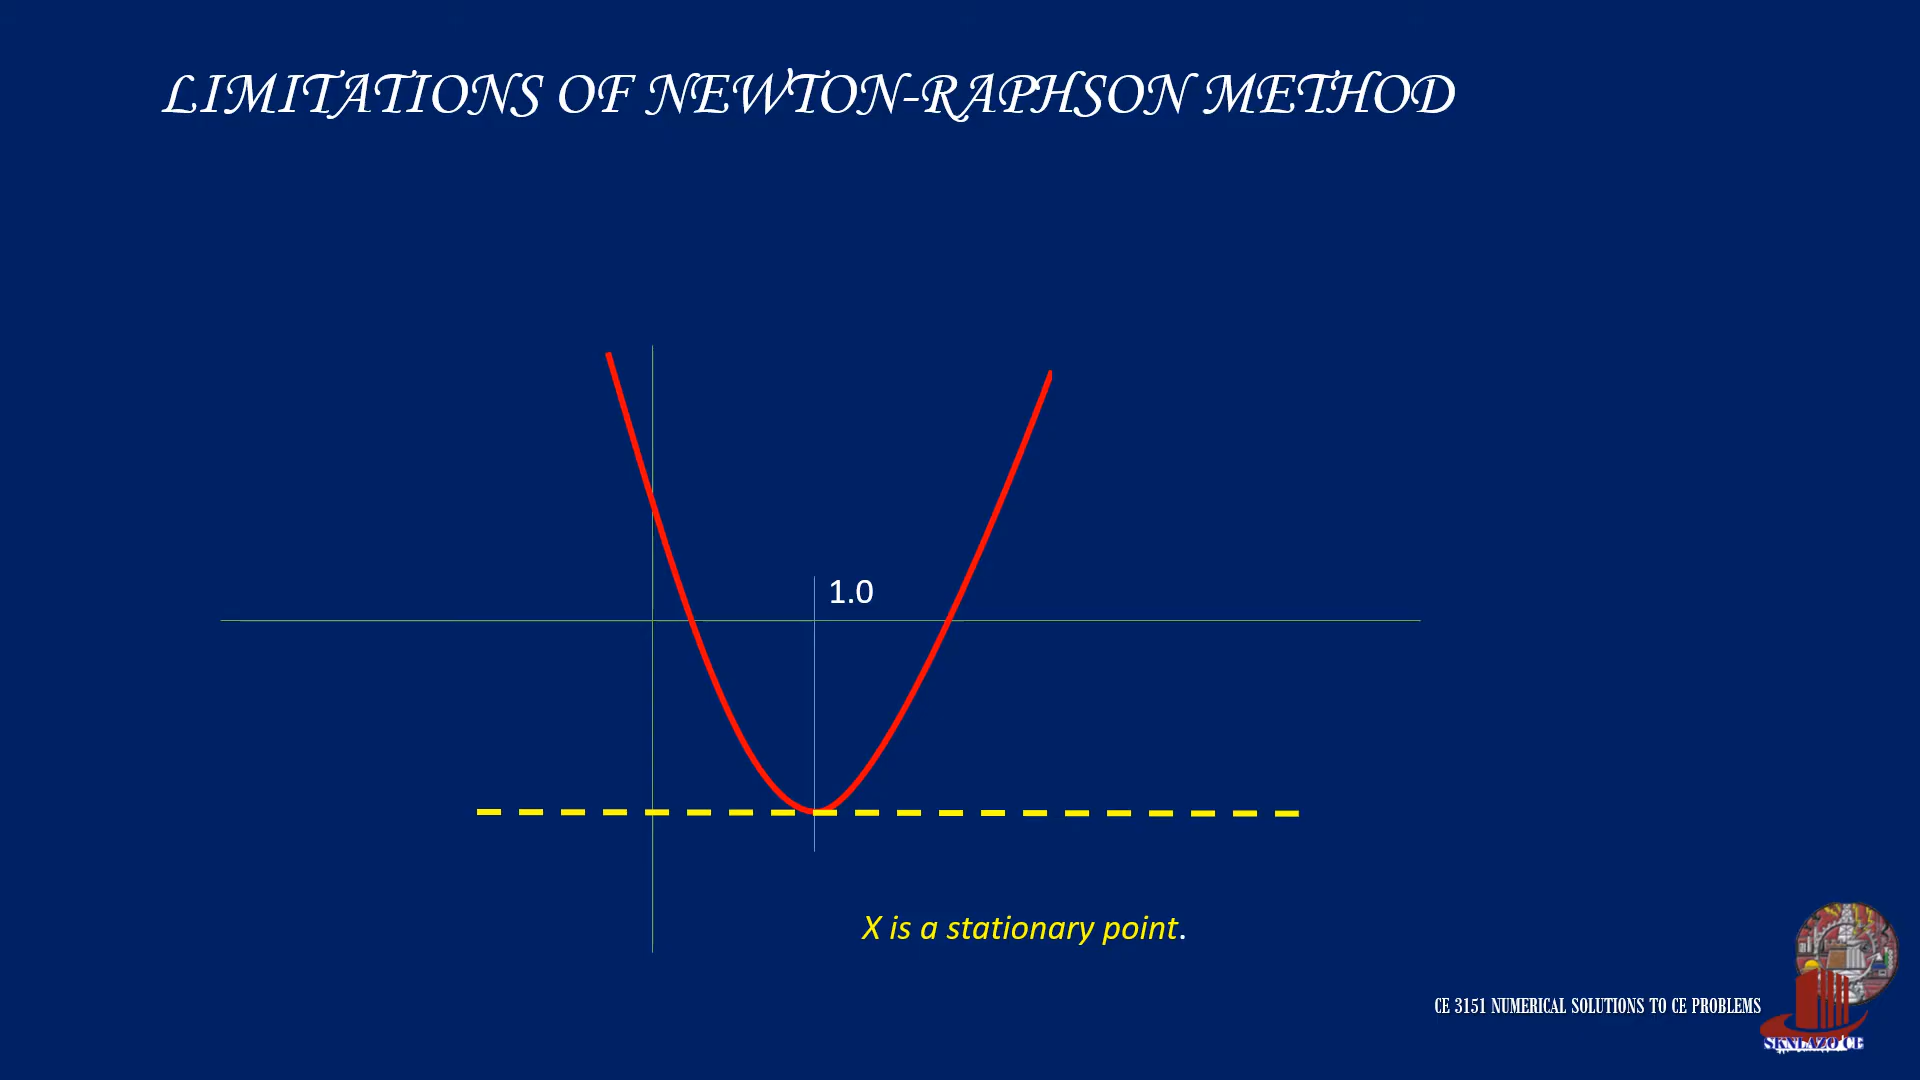 LIMITATIONS OF NEWTON-RAPHSON METHOD
1.0
X is a stationary point.
CE 3151 NUMERICAL SOLUTIONS TO CE PROBLEMS